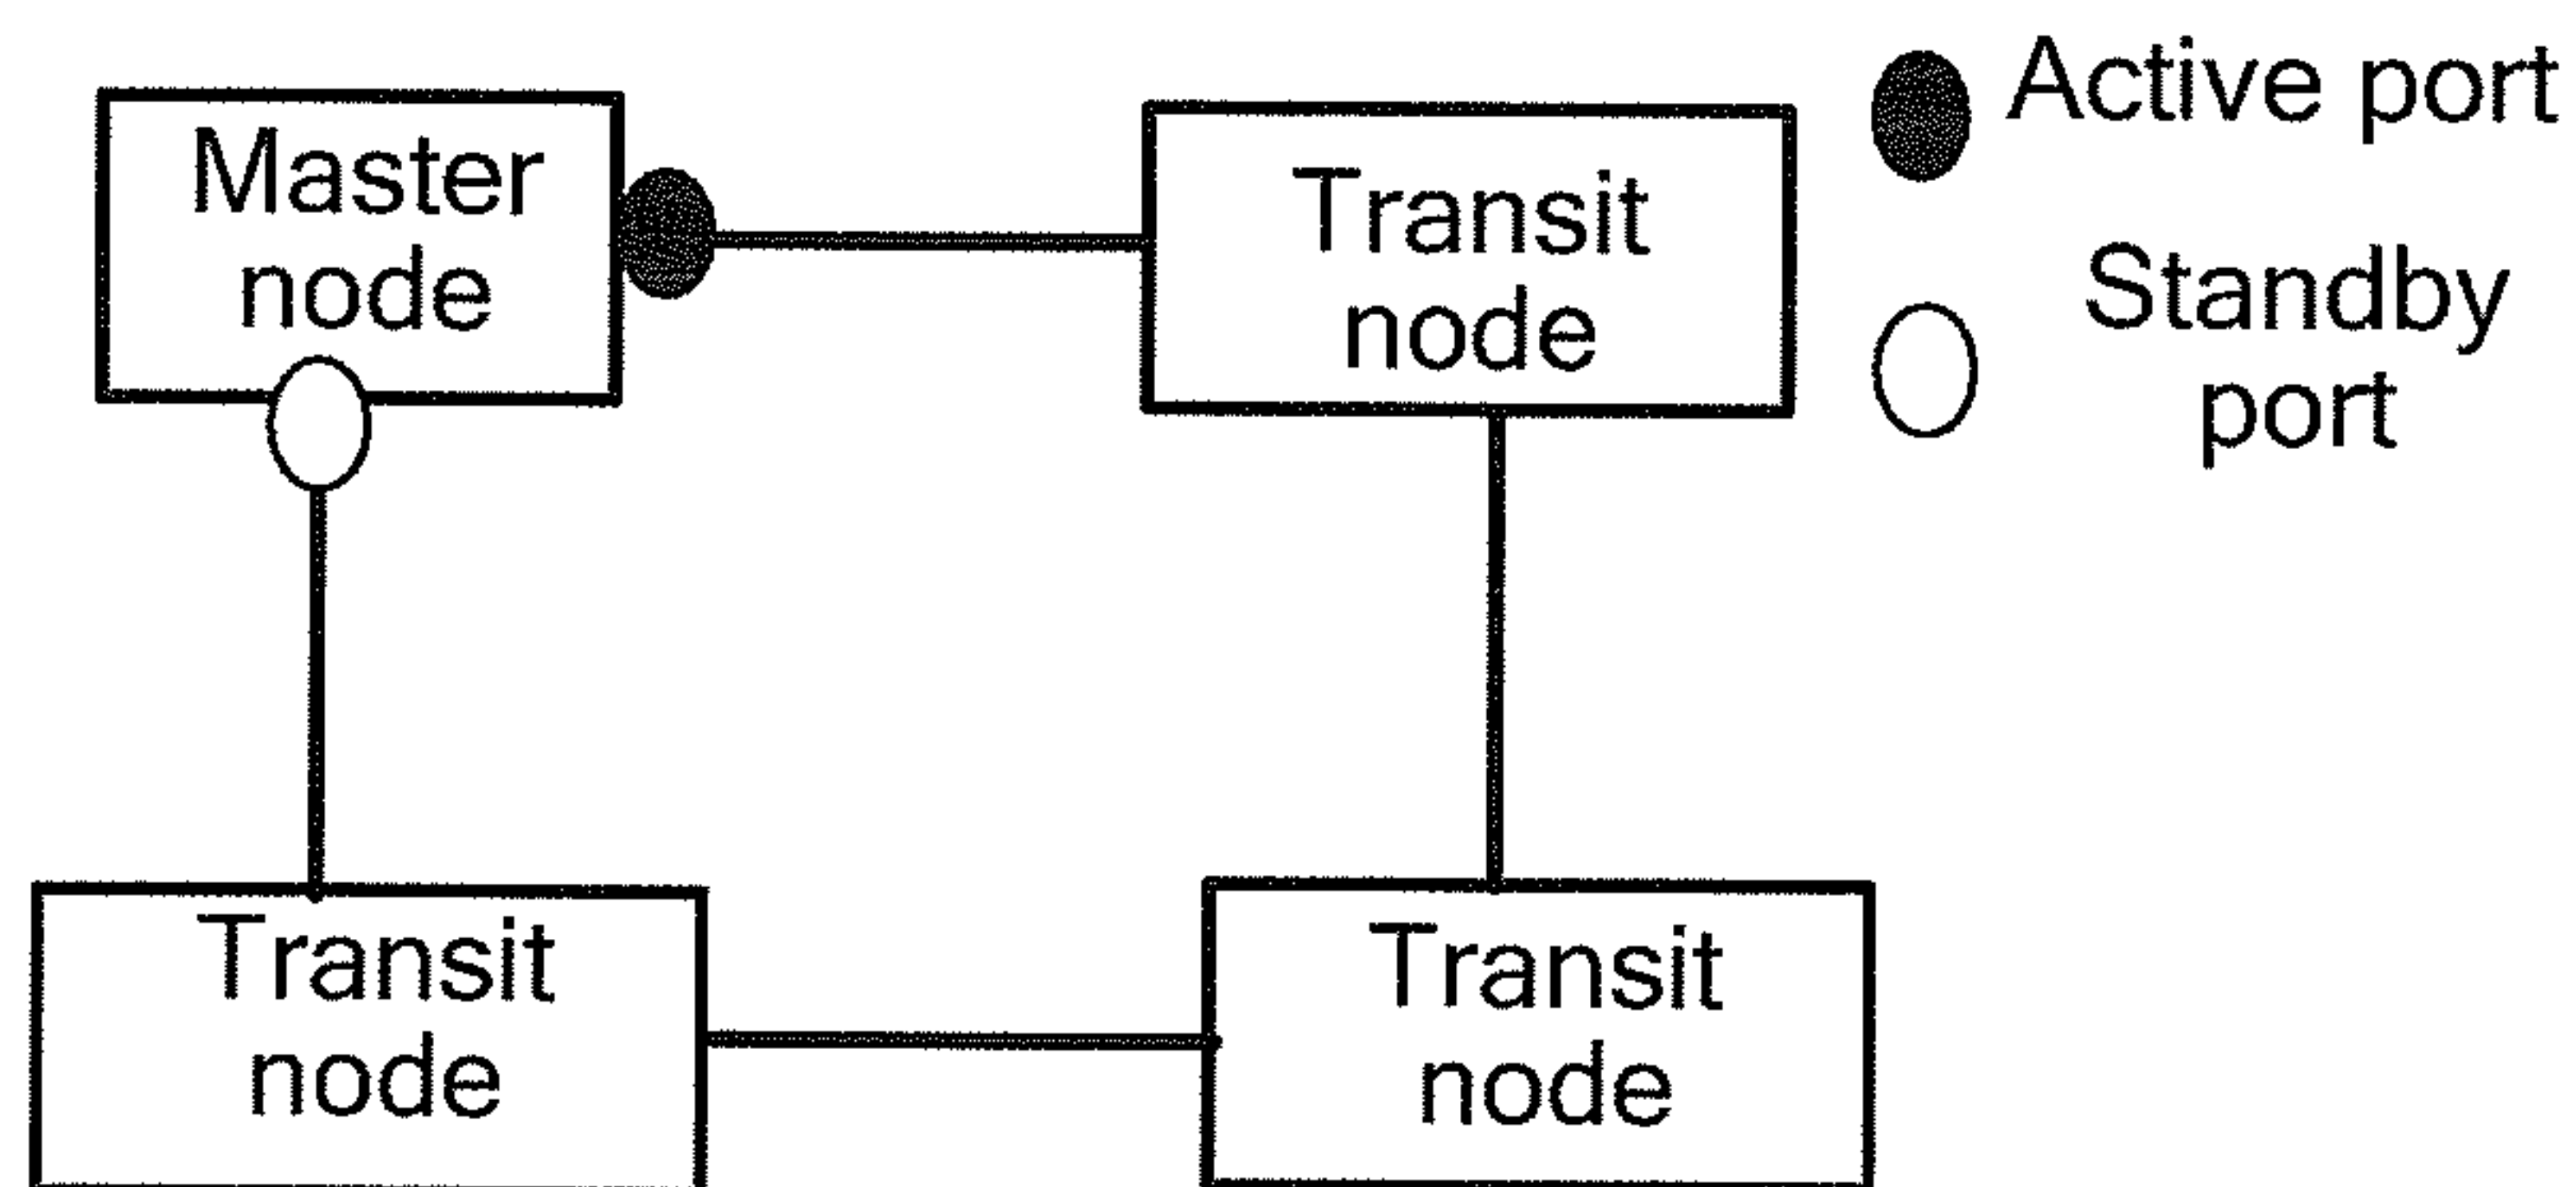 Master
node
Transit
node
Active port
Standby
port
Transit
node
Transit
node